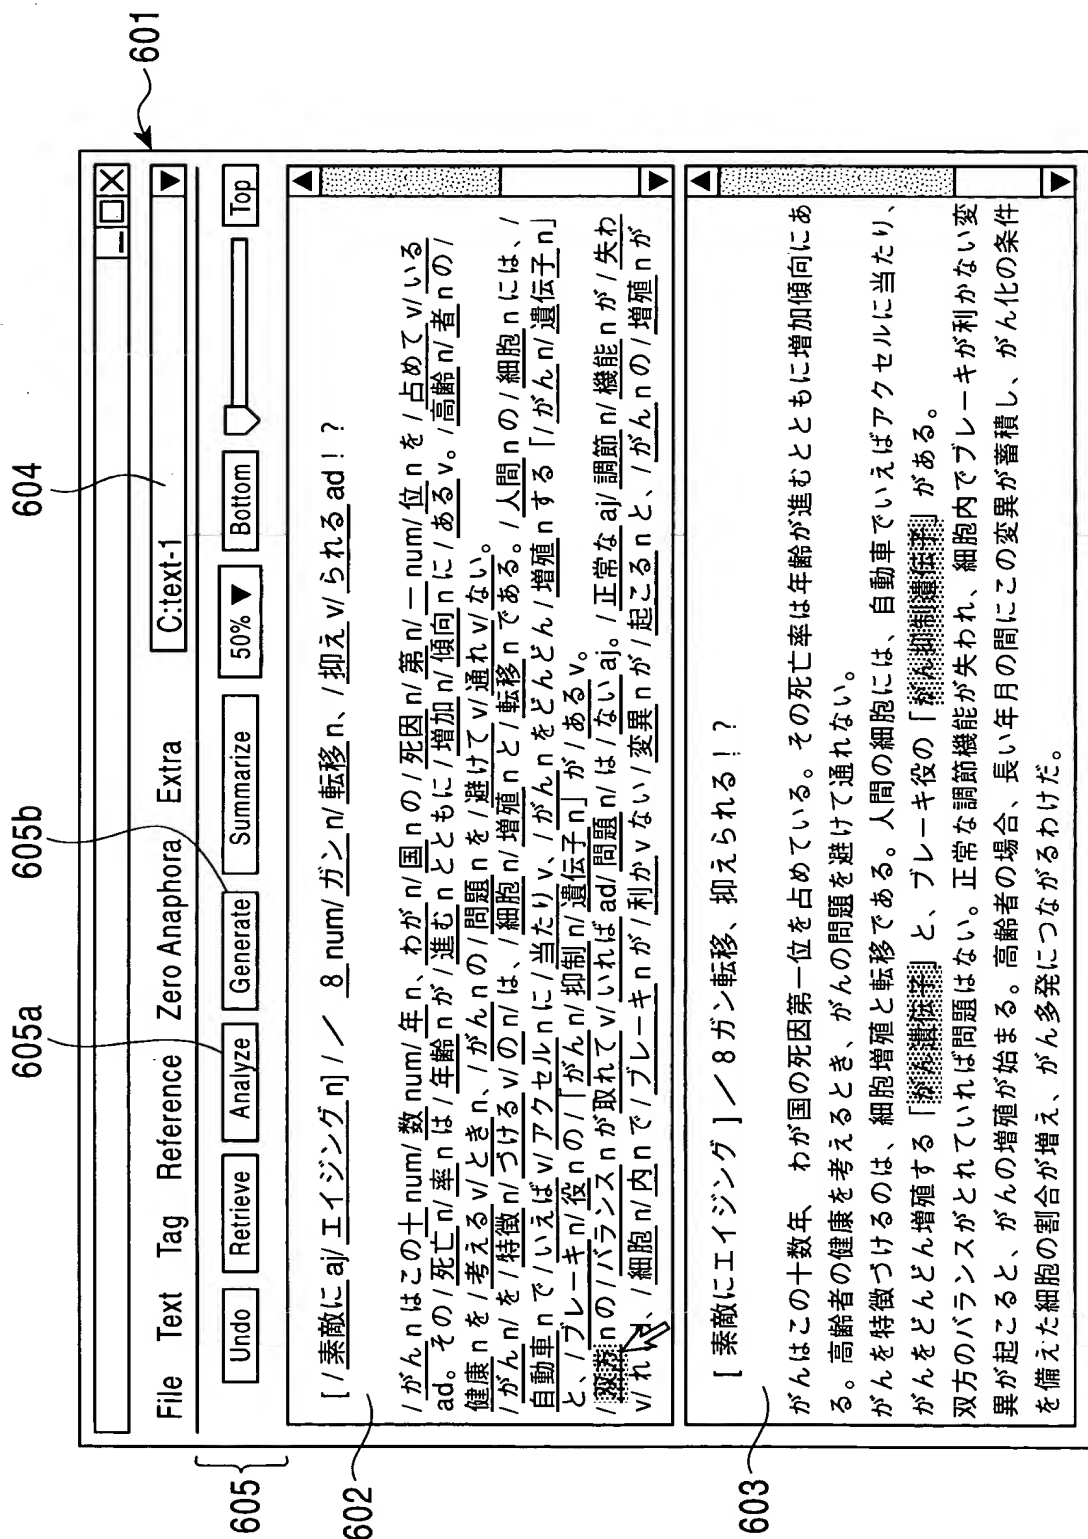 601
604
605b
605a
C:text-1
File Text Tag Reference Zero Anaphora Extra
605
Undo Retrieve Analyze Generate Summarize 50% Bottom Top
602
[/素敵に aj/エイジング n]/／ 8 num/ガン n/転移 n、/抑え v/られる ad！？
/がん n はこの十 num/数 num/年 n、わが n/国 n の/死因 n/第 n/一 num/位 n を/占めて v/いる
ad。その/死亡 n/率 n は/年齢 n が/進む n とともに/増加 n/傾向 n に/ある v。/高齢 n/者 n の/
健康 n を/考える v/とき n、/がん n の/問題 n を/避けて v/通れ v/ない。
/がん n/を/特徴 n/づける v/の n/は、/細胞 n/増殖 n と/転移 n である。/人間 n の/細胞 n には、/
自動車 n で/いえば v/アクセル n に/当たり v、/がん n をどんどん/増殖 n する「/がん n/遺伝子 n」
と、/ブレーキ n/役 n の/「がん n/抑制 n/遺伝子 n」が/ある v。
/双方 n の/バランス n が取れて v/いれば ad/問題 n/は/ない aj。/正常な aj/調節 n/機能 n が/失わ
v/れ d、/細胞 n/内 n で/ブレーキ n が/利か v ない/変異 n が/起こる n と、/がん n の/増殖 n が
603
[ 素敵にエイジング ]／8ガン転移、抑えられる！？
がんはこの十数年、 わが国の死因第一位を占めている。その死亡率は年齢が進むとともに増加傾向にあ
る。高齢者の健康を考えるとき、がんの問題を避けて通れない。
がんを特徴づけるのは、細胞増殖と転移である。人間の細胞には、自動車でいえばアクセルに当たり、
がんをどんどん増殖する「がん遺伝子」と、ブレーキ役の「がん抑制遺伝子」がある。
双方のバランスがとれていれば問題はない。正常な調節機能が失われ、細胞内でブレーキが利かない変
異が起こると、がんの増殖が始まる。高齢者の場合、長い年月の間にこの変異が蓄積し、がん化の条件
を備えた細胞の割合が増え、がん多発につながるわけだ。